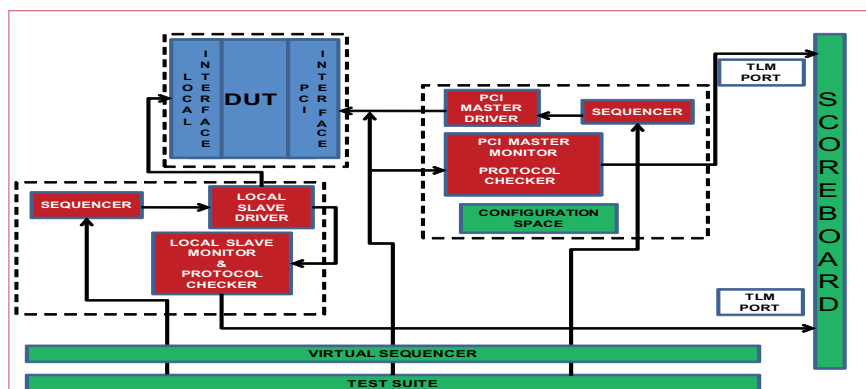 LOCAL
INTERFACE
DUT
PCI
INTERFACE
PCI
MASTER
DRIVER
SEQUENCER
PCI MASTER
MONITOR
PROTOCOL
CHECKER
CONFIGURATION
SPACE
TLM
PORT
SCOREBOARD
SEQUENCER
LOCAL
SLAVE
DRIVER
LOCAL SLAVE
MONITOR
&
PROTOCOL
CHECKER
TLM
PORT
VIRTUAL SEQUENCER
TEST SUITE